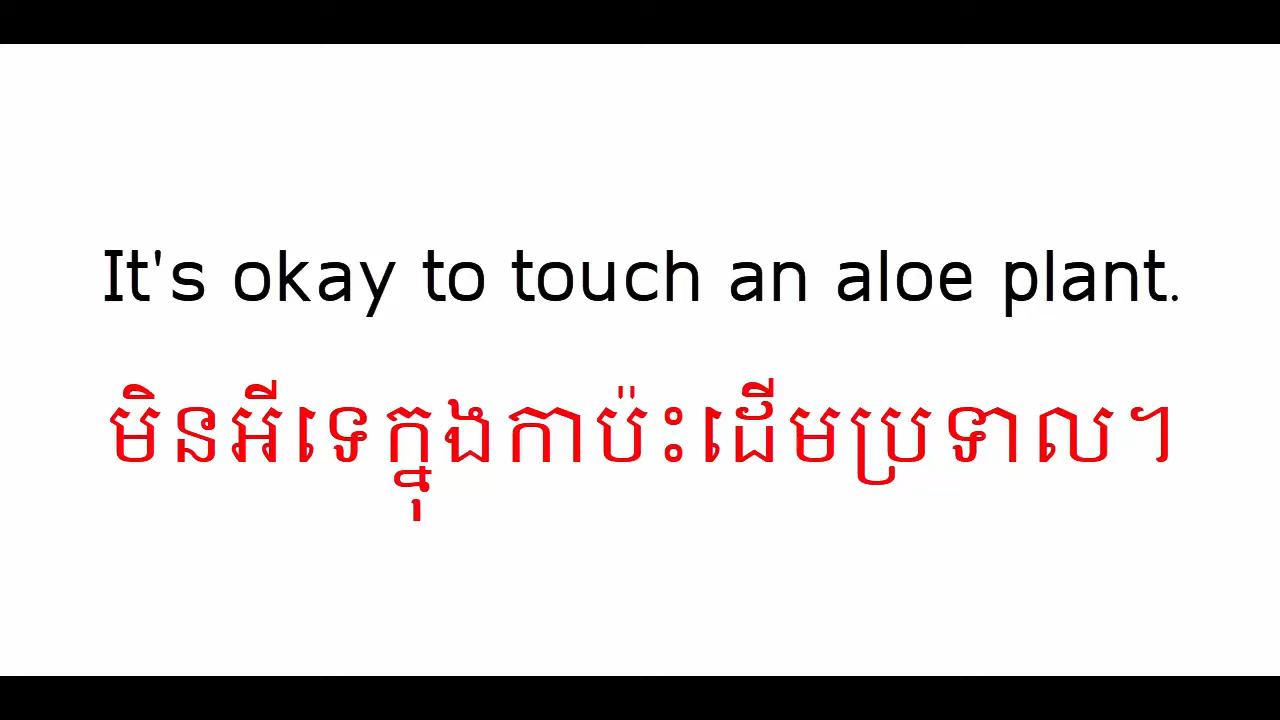 It's okay to touch an aloe plant.
មិនអីទេក្នុងកាប៉ះដើមប្រទាល។